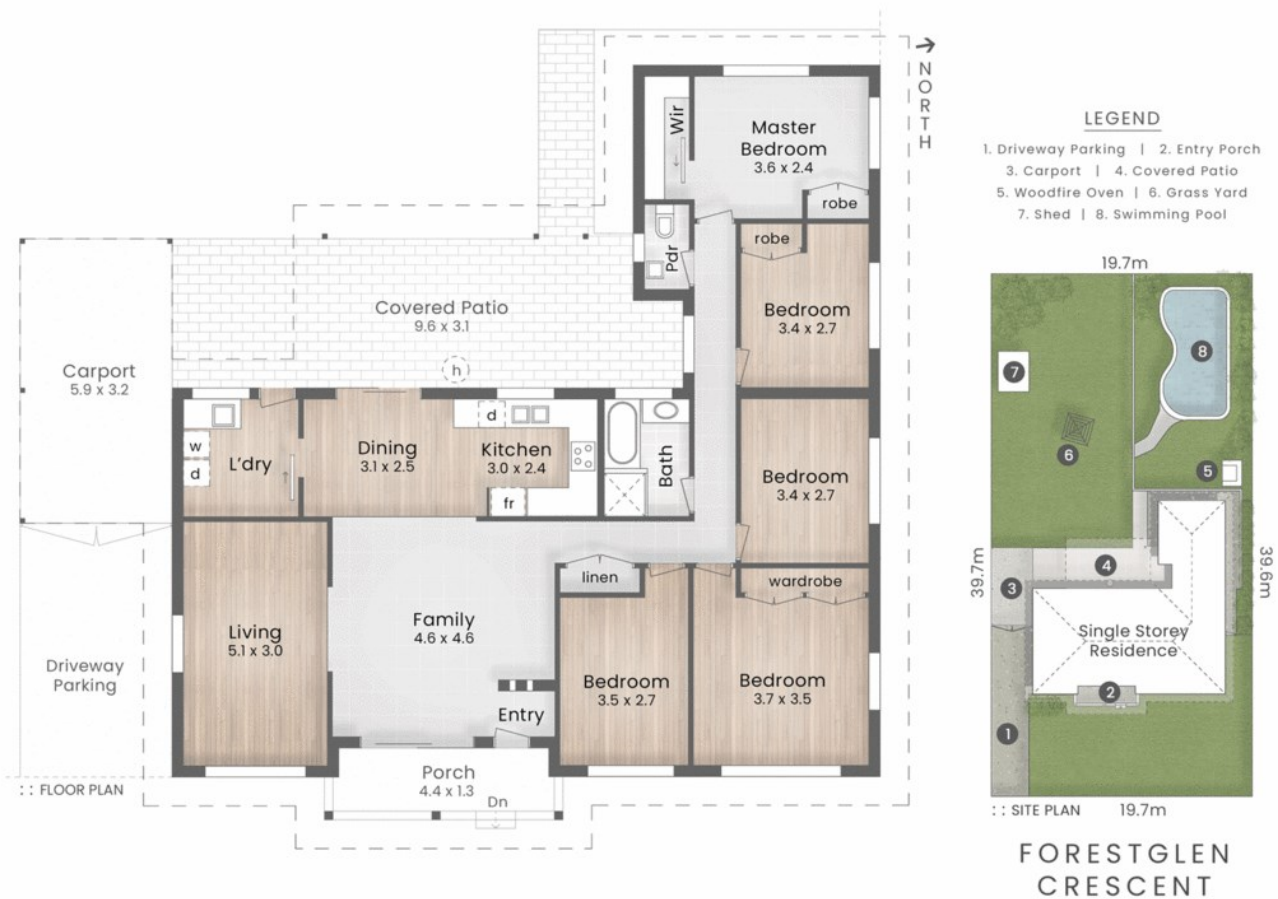 NORTH
Wir
Master
Bedroom
3.6 x 2.4
robe
robe
Pdr
Bedroom
3.4 x 2.7
Covered Patio
9.6 x 3.1
h
Carport
5.9 x 3.2
w
d
L'dry
Dining
3.1 x 2.5
d
Kitchen
3.0 x 2.4
fr
Bath
Bedroom
3.4 x 2.7
linen
wardrobe
Living
5.1 x 3.0
Family
4.6 x 4.6
Entry
Bedroom
3.5 x 2.7
Bedroom
3.7 x 3.5
Driveway
Parking
Porch
4.4 x 1.3
Dn
:: FLOOR PLAN
LEGEND
1. Driveway Parking | 2. Entry Porch
3. Carport | 4. Covered Patio
5. Woodfire Oven | 6. Grass Yard
7. Shed | 8. Swimming Pool
19.7m
8
7
6
5
39.7m
39.6m
4
3
Single Storey
Residence
2
1
:: SITE PLAN
19.7m
FORESTGLEN
CRESCENT